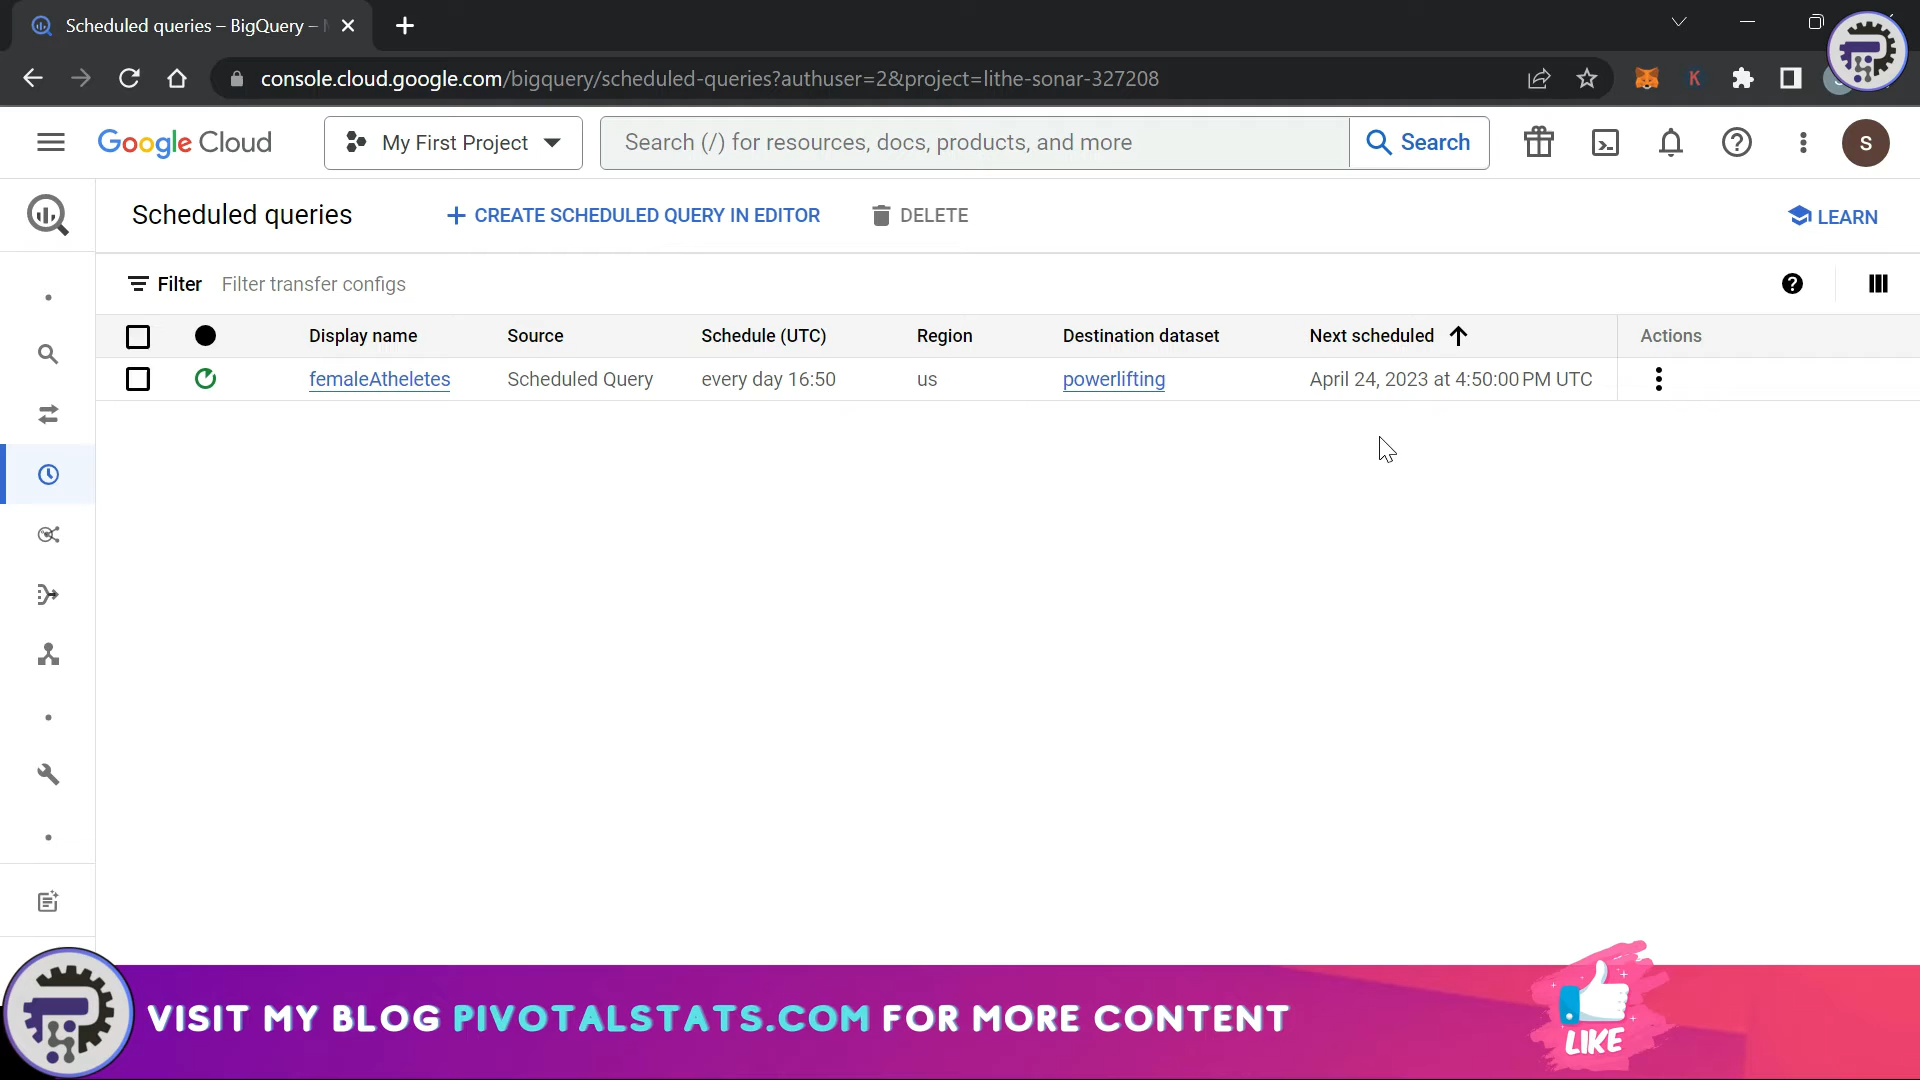 Scheduled queries – BigQuery –
console.cloud.google.com/bigquery/scheduled-queries?authuser=2&project=lithe-sonar-327208
K
Google Cloud
My First Project
Search (/) for resources, docs, products, and more
Search
S
Scheduled queries
CREATE SCHEDULED QUERY IN EDITOR
DELETE
LEARN
Filter Filter transfer configs
Display name Source Schedule (UTC) Region Destination dataset Next scheduled Actions
femaleAtheletes Scheduled Query every day 16:50 us powerlifting April 24, 2023 at 4:50:00 PM UTC
VISIT MY BLOG PIVOTALSTATS.COM FOR MORE CONTENT
LIKE